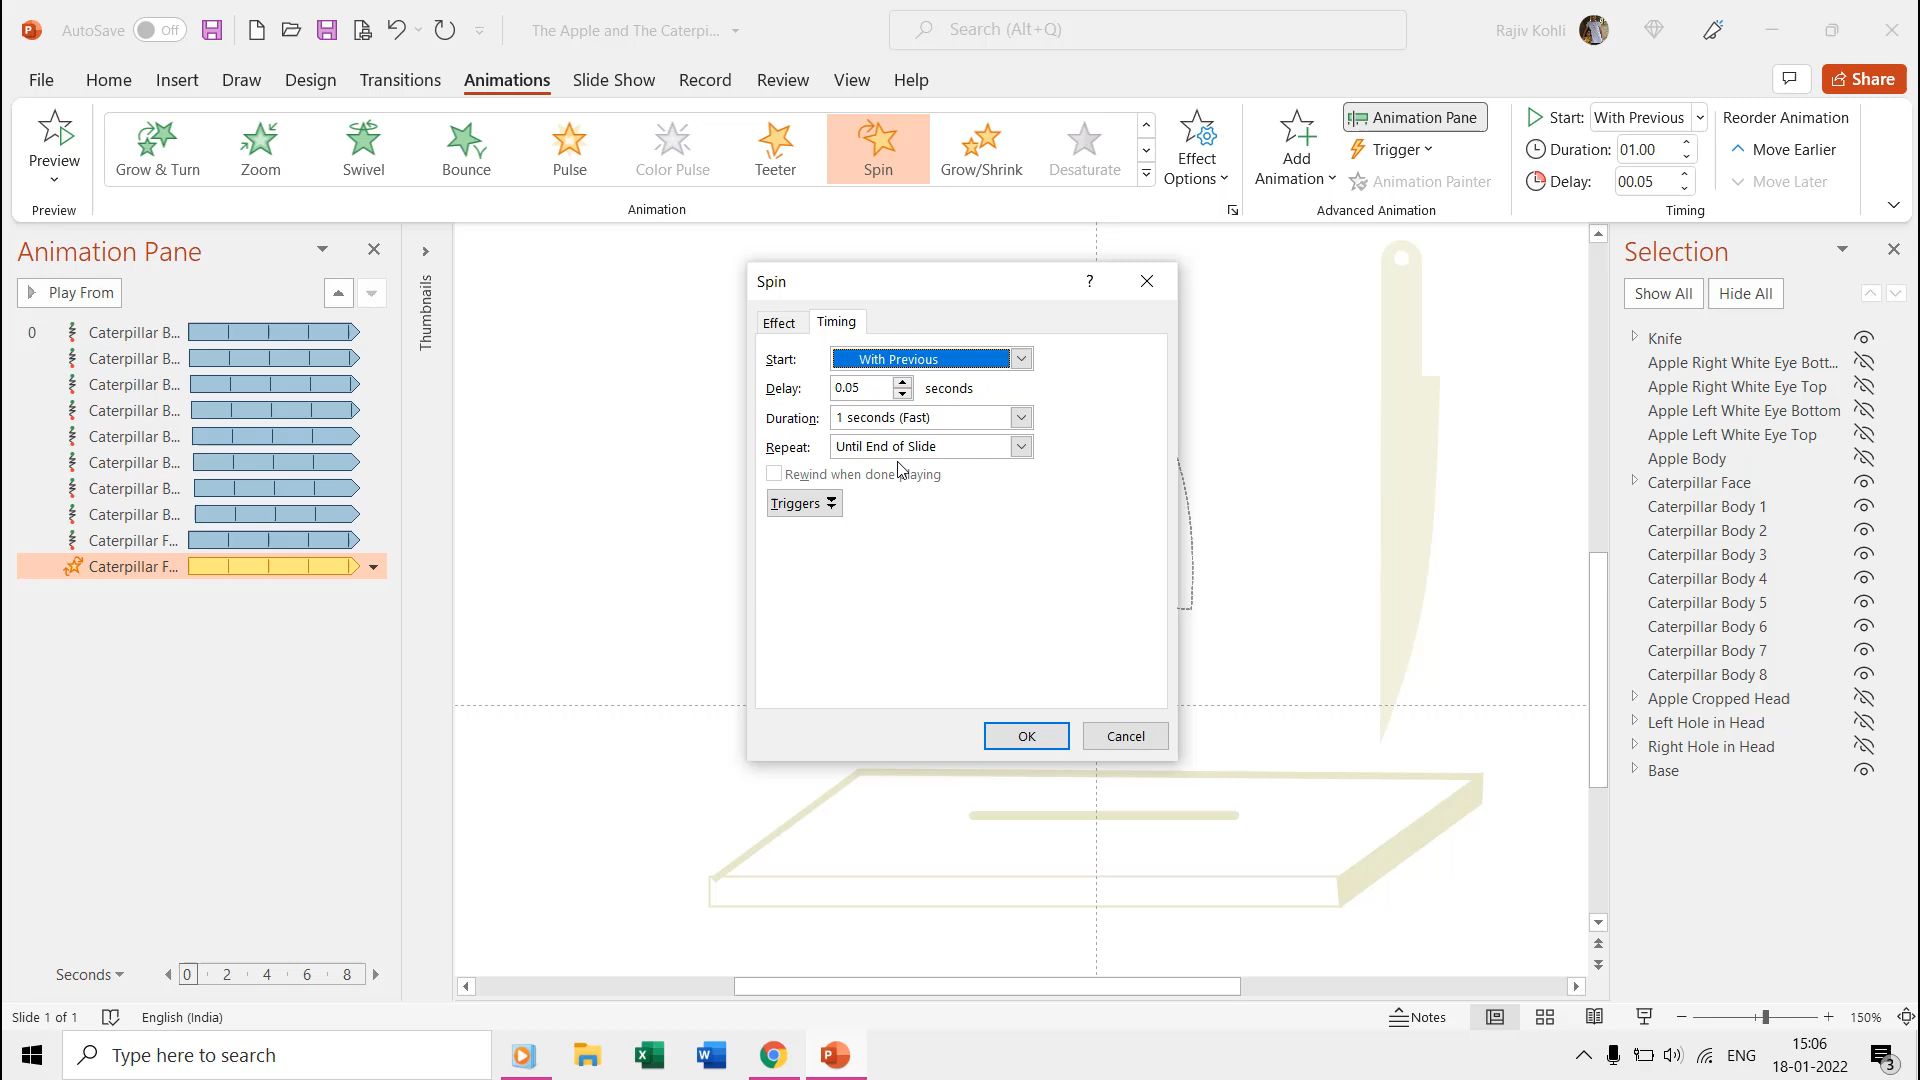 AutoSave Off
The Apple and The Caterpi...
Search (Alt+Q)
Rajiv Kohli
File Home Insert Draw Design Transitions Animations Slide Show Record Review View Help
Share
Preview
Grow & Turn Zoom Swivel Bounce Pulse Color Pulse Teeter Spin Grow/Shrink Desaturate
Effect
Options
Add
Animation
Animation Pane
Trigger
Animation Painter
Start: With Previous
Duration: 01.00
Delay: 00.05
Reorder Animation
Move Earlier
Move Later
Preview Animation Advanced Animation Timing
Animation Pane
Play From
0 Caterpillar B...
Caterpillar B...
Caterpillar B...
Caterpillar B...
Caterpillar B...
Caterpillar B...
Caterpillar B...
Caterpillar B...
Caterpillar F...
Caterpillar F...
Seconds 0 2 4 6 8
Thumbnails
Spin ?
Effect Timing
Start: With Previous
Delay: 0.05 seconds
Duration: 1 seconds (Fast)
Repeat: Until End of Slide
Rewind when done playing
Triggers
OK Cancel
Selection
Show All Hide All
Knife
Apple Right White Eye Bott...
Apple Right White Eye Top
Apple Left White Eye Bottom
Apple Left White Eye Top
Apple Body
Caterpillar Face
Caterpillar Body 1
Caterpillar Body 2
Caterpillar Body 3
Caterpillar Body 4
Caterpillar Body 5
Caterpillar Body 6
Caterpillar Body 7
Caterpillar Body 8
Apple Cropped Head
Left Hole in Head
Right Hole in Head
Base
Slide 1 of 1 English (India) Notes 150%
Type here to search
ENG
15:06
18-01-2022
3